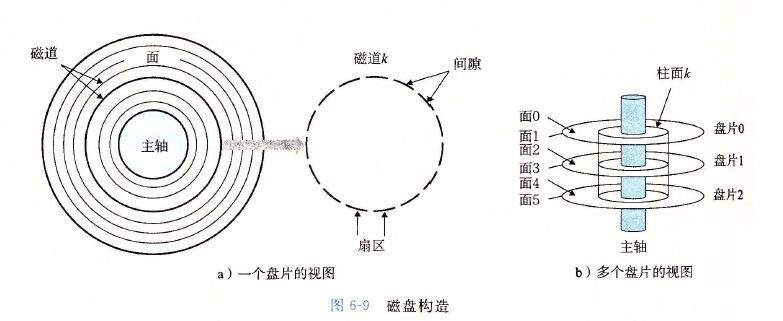 磁道
面
主轴
磁道k
间隙
扇区
a）一个盘片的视图
柱面k
面0
面1
面2
面3
面4
面5
盘片0
盘片1
盘片2
主轴
b）多个盘片的视图
图 6-9 磁盘构造